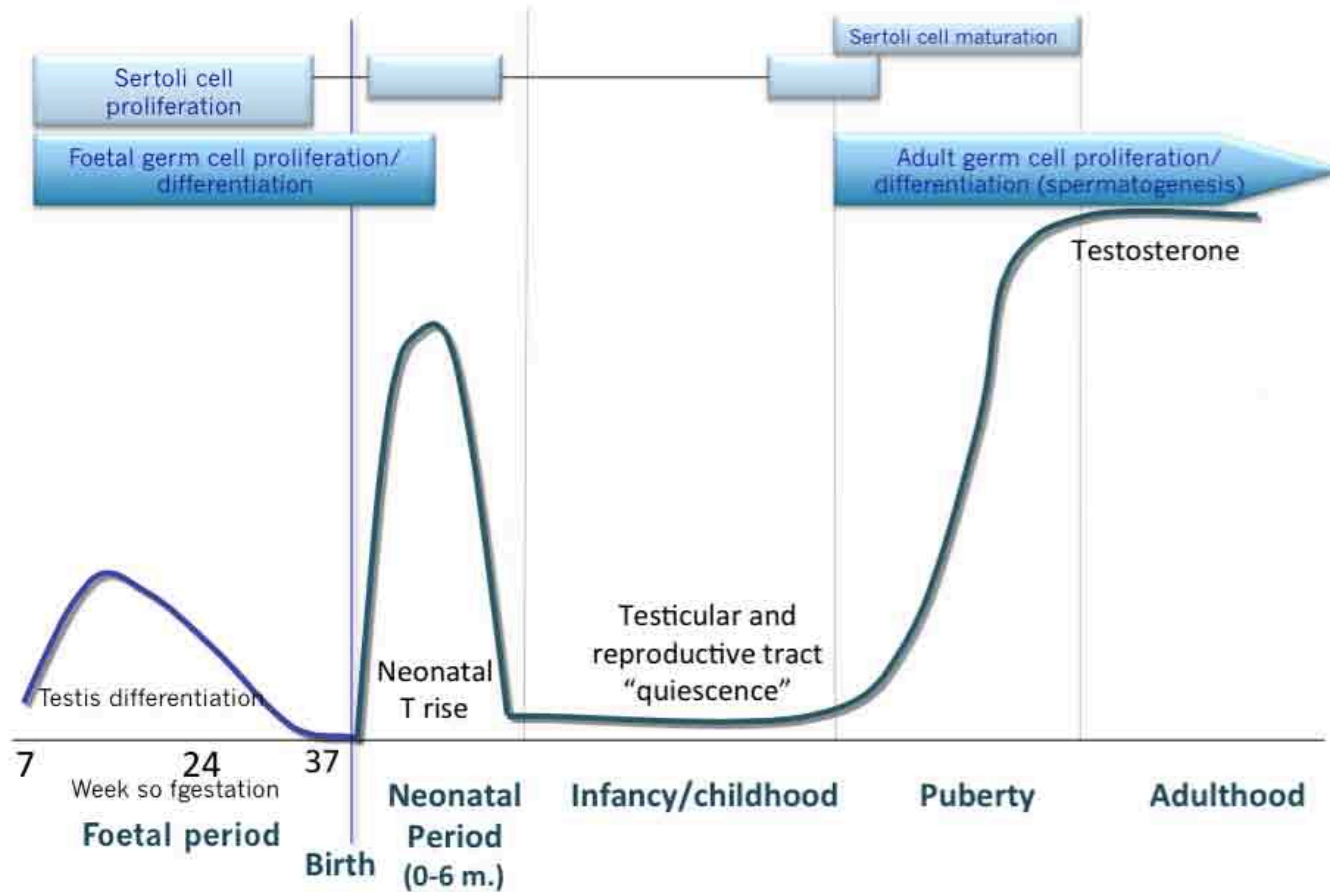 Sertoli cell maturation
Sertoli cell
proliferation
Foetal germ cell proliferation/
differentiation
Adult germ cell proliferation/
differentiation (spermatogenesis)
Testosterone
Testicular and
reproductive tract
“quiescence”
Neonatal
T rise
Testis differentiation
7
24
37
Week so fgestation
Foetal period
Birth
Neonatal
Period
(0-6 m.)
Infancy/childhood
Puberty
Adulthood